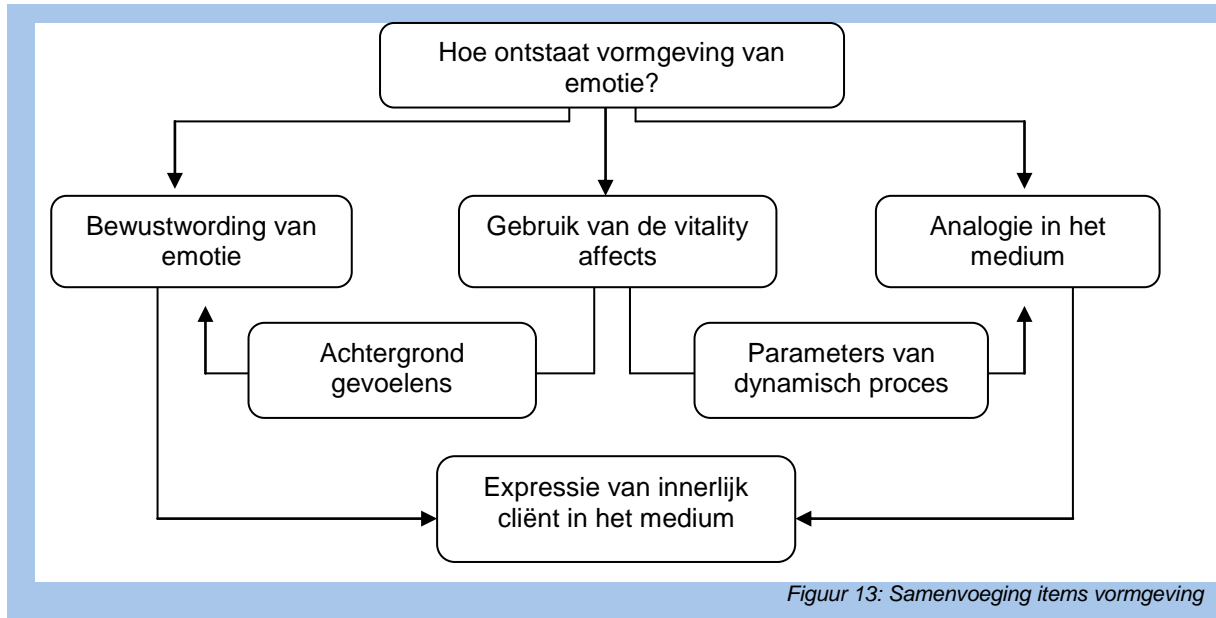 Hoe ontstaat vormgeving van
emotie?
Bewustwording van
emotie
Gebruik van de vitality
affects
Analogie in het
medium
Achtergrond
gevoelens
Parameters van
dynamisch proces
Expressie van innerlijk
cliënt in het medium
Figuur 13: Samenvoeging items vormgeving